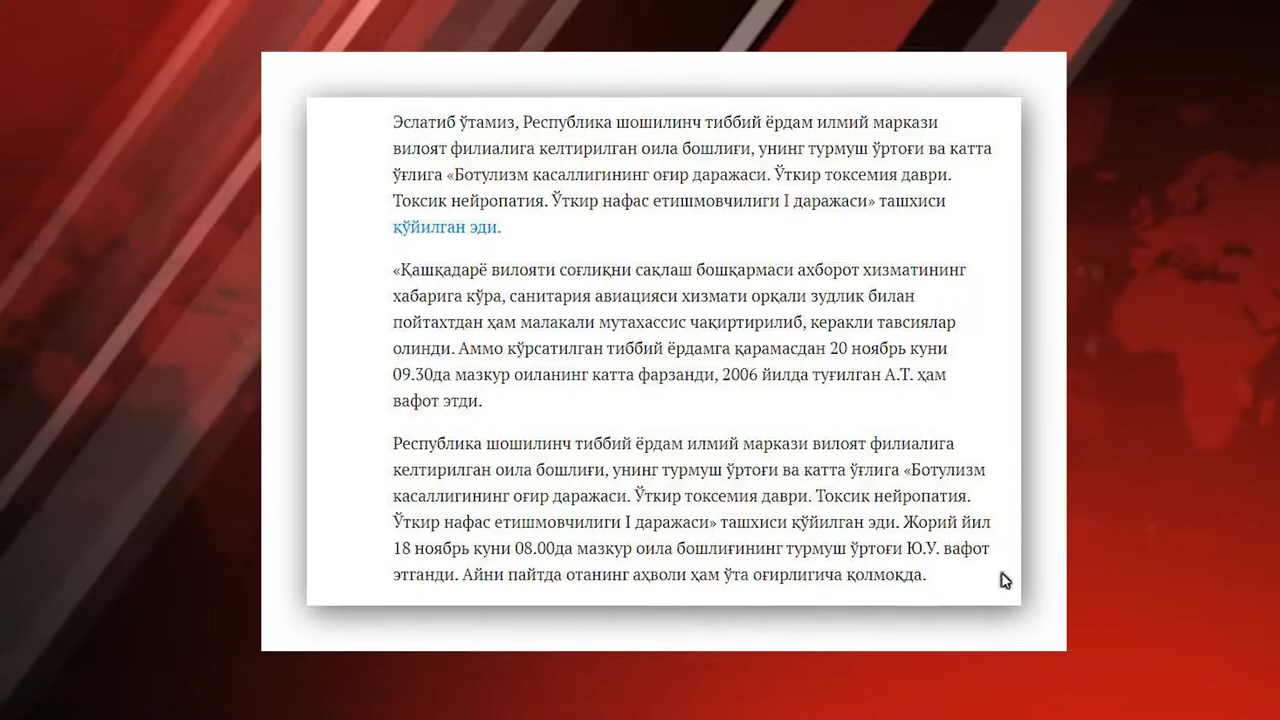 Эслатиб ўтамиз, Республика шошилинч тиббий ёрдам илмий маркази
вилоят филиалига келтирилган оила бошлиғи, унинг турмуш ўртоғи ва катта
ўғлига «Ботулизм касаллигининг оғир даражаси. Ўткир токсемия даври.
Токсик нейропатия. Ўткир нафас етишмовчилиги I даражаси» ташхиси
қўйилган эди.
«Қашқадарё вилояти соғлиқни сақлаш бошқармаси ахборот хизматининг
хабарига кўра, санитария авиацияси хизмати орқали зудлик билан
пойтахтдан ҳам малакали мутахассис чақиртирилиб, керакли тавсиялар
олинди. Аммо кўрсатилган тиббий ёрдамга қарамасдан 20 ноябрь куни
09.30да мазкур оиланинг катта фарзанди, 2006 йилда туғилган А.Т. ҳам
вафот этди.
Республика шошилинч тиббий ёрдам илмий маркази вилоят филиалига
келтирилган оила бошлиғи, унинг турмуш ўртоғи ва катта ўғлига «Ботулизм
касаллигининг оғир даражаси. Ўткир токсемия даври. Токсик нейропатия.
Ўткир нафас етишмовчилиги I даражаси» ташхиси қўйилган эди. Жорий йил
18 ноябрь куни 08.00да мазкур оила бошлиғининг турмуш ўртоғи Ю.У. вафот
этганди. Айни пайтда отанинг аҳволи ҳам ўта оғирлигича қолмоқда.